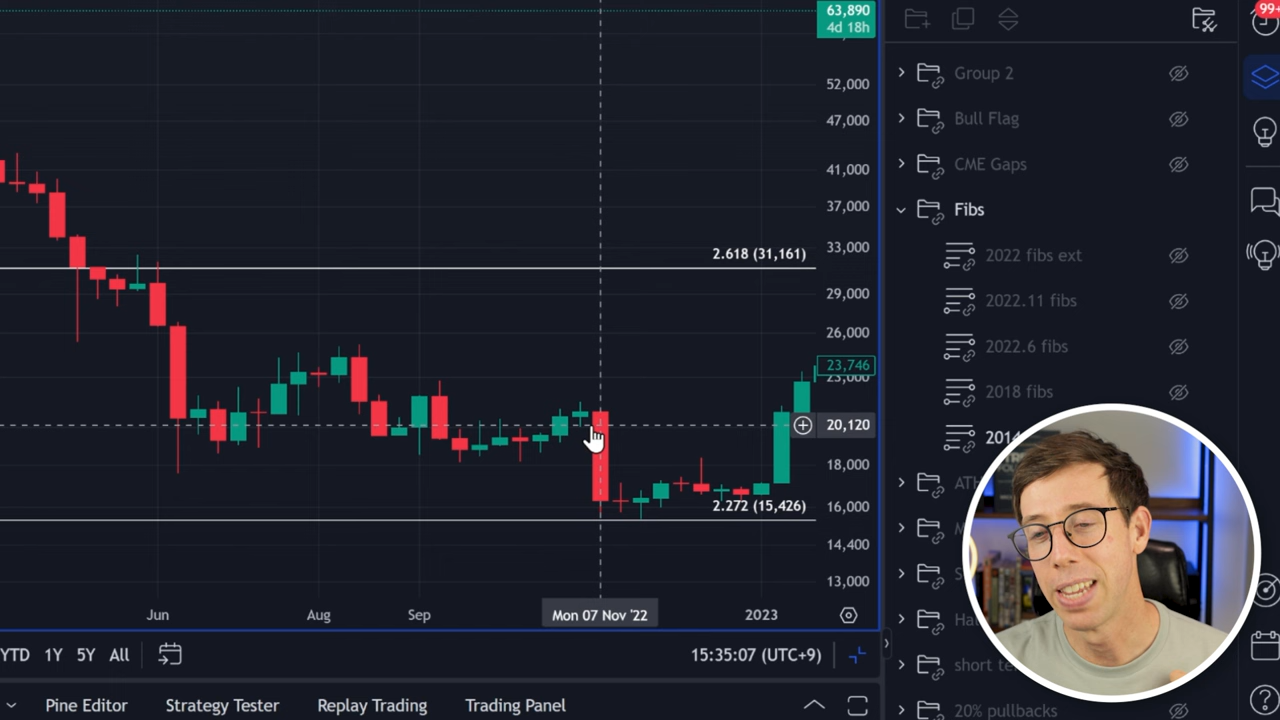 63,890
4d 18h
52,000
47,000
41,000
37,000
33,000
29,000
26,000
23,746
23,000
20,120
18,000
16,000
14,400
13,000
2.618 (31,161)
2.272 (15,426)
Jun
Aug
Sep
Mon 07 Nov '22
2023
YTD 1Y 5Y All
15:35:07 (UTC+9)
Pine Editor
Strategy Tester
Replay Trading
Trading Panel
99+
Group 2
Bull Flag
CME Gaps
Fibs
2022 fibs ext
2022.11 fibs
2022.6 fibs
2018 fibs
2014
short te
20% pullbacks